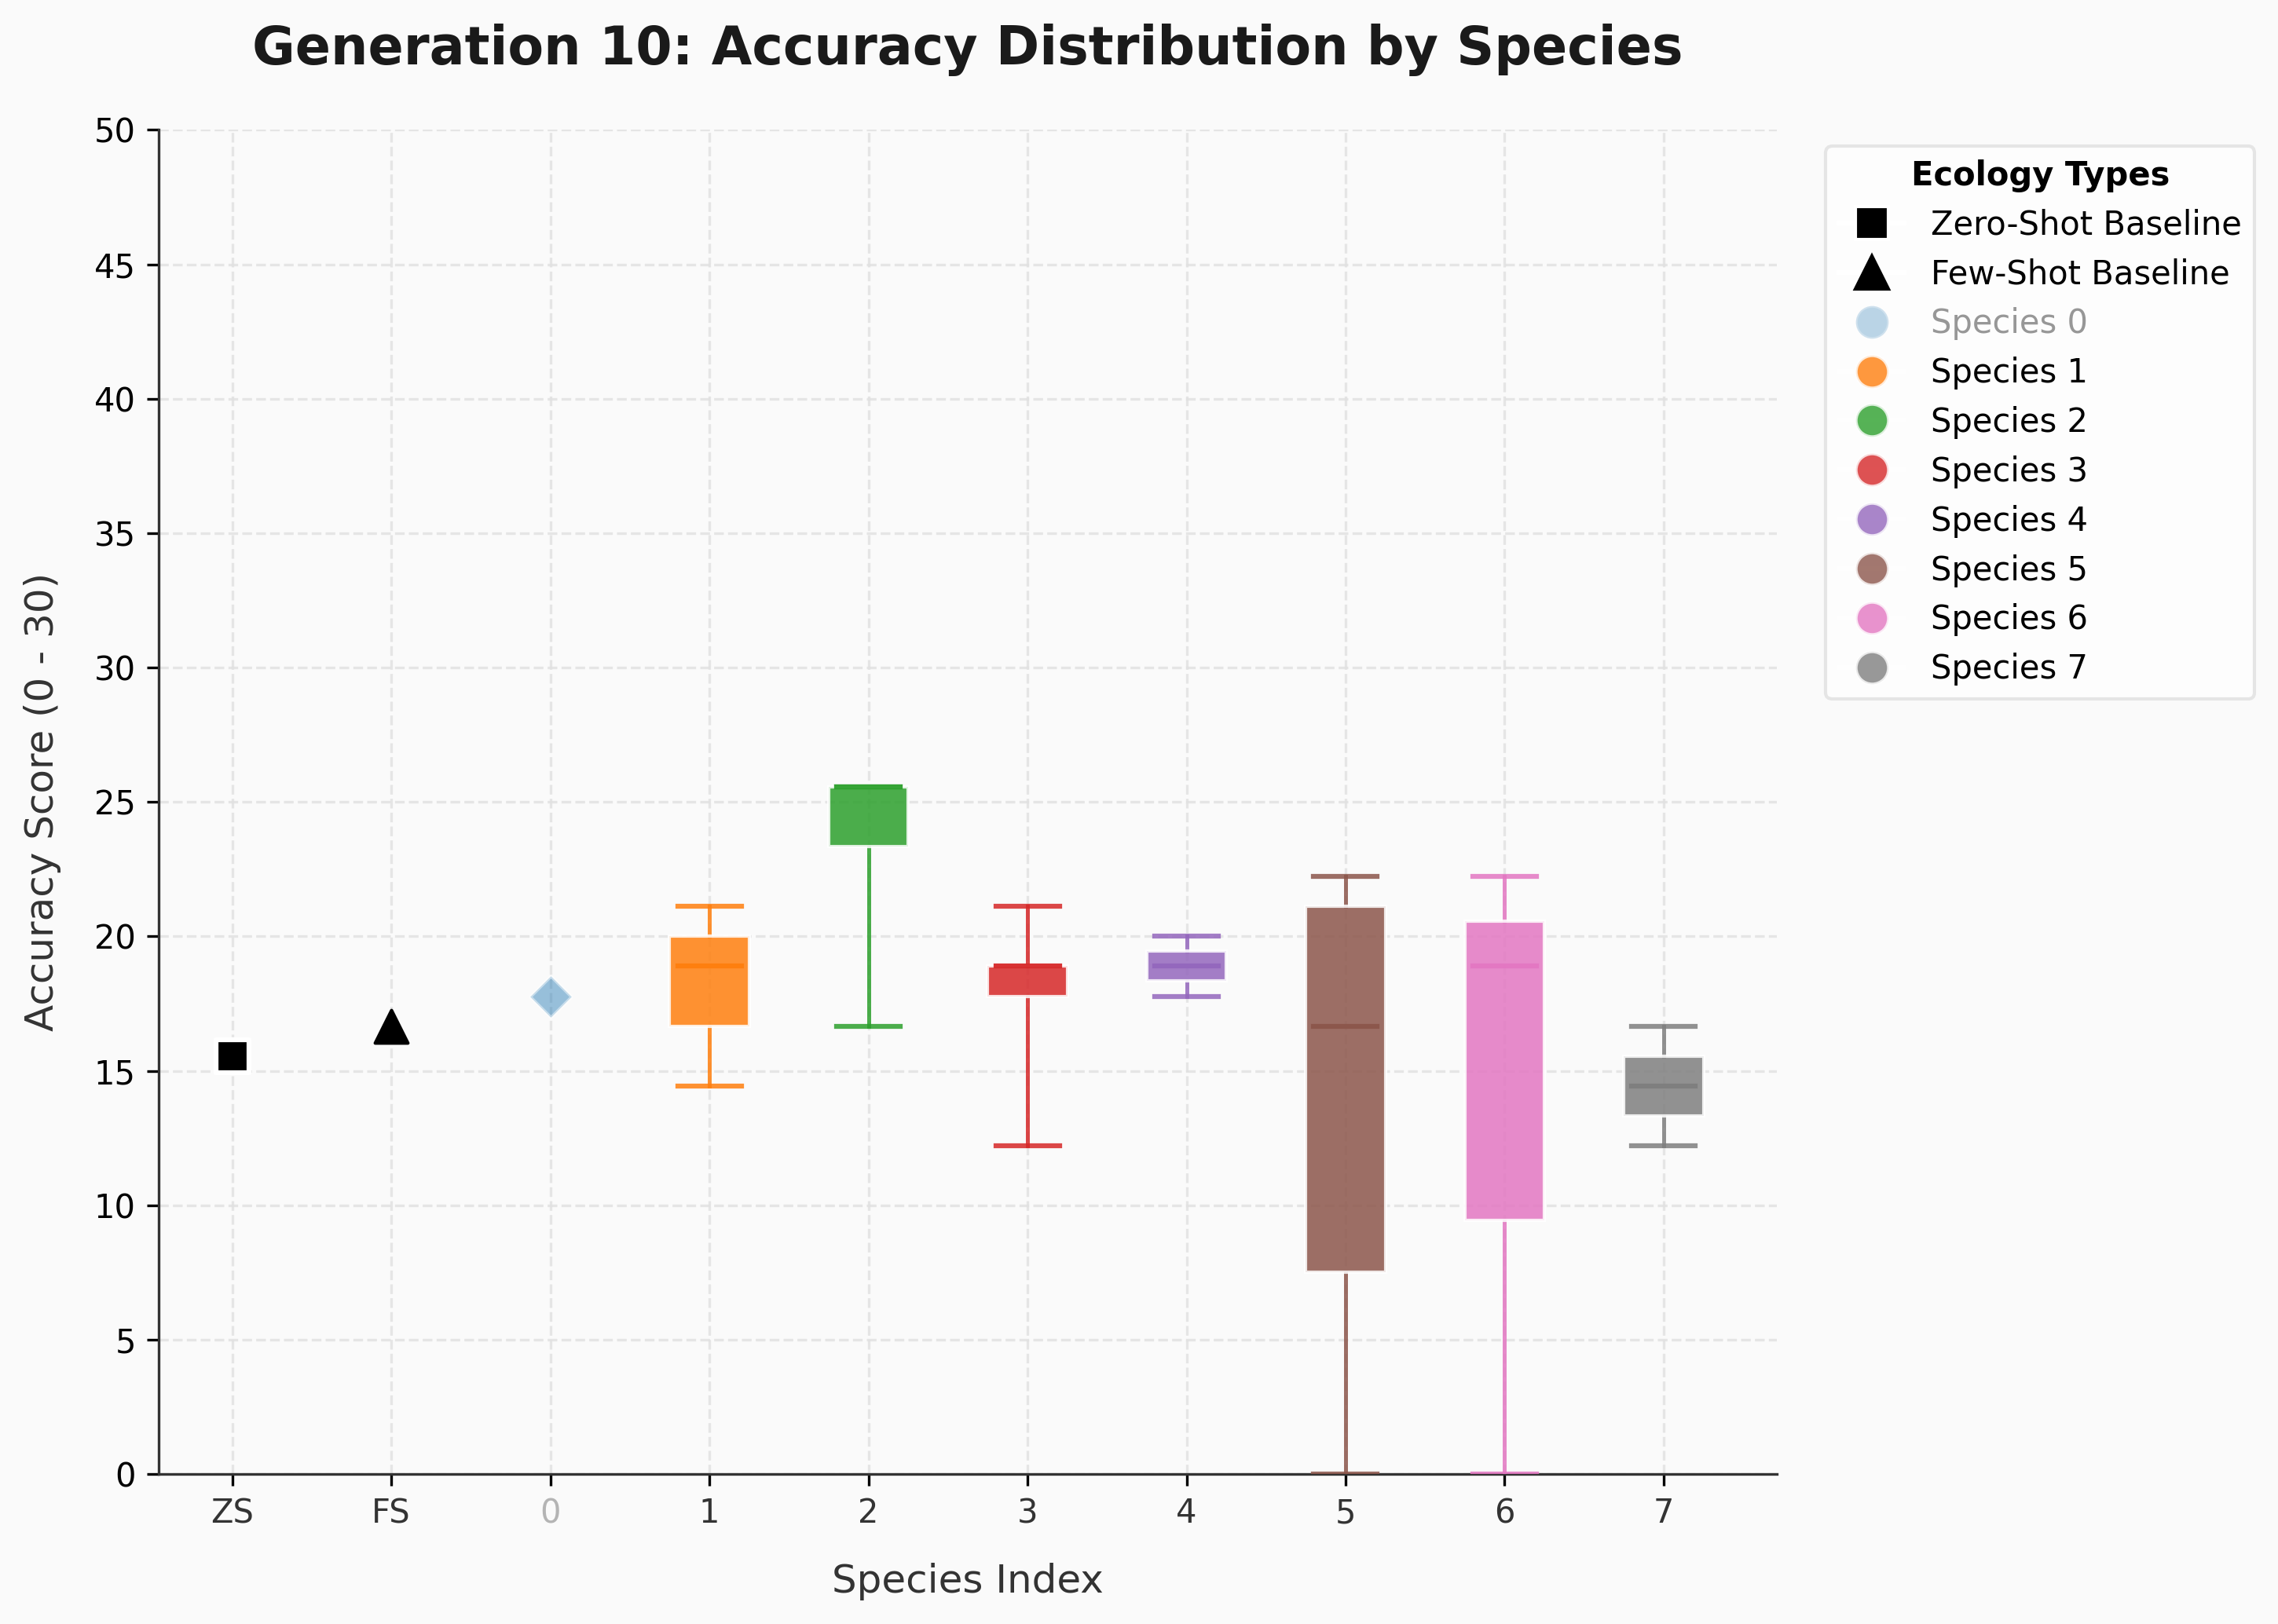 Generation 10: Accuracy Distribution by Species
50
45
40
35
30
25
20
15
10
5
0
Accuracy Score (0 - 30)
ZS
FS
0
1
2
3
4
5
6
7
Species Index
Ecology Types
Zero-Shot Baseline
Few-Shot Baseline
Species 0
Species 1
Species 2
Species 3
Species 4
Species 5
Species 6
Species 7